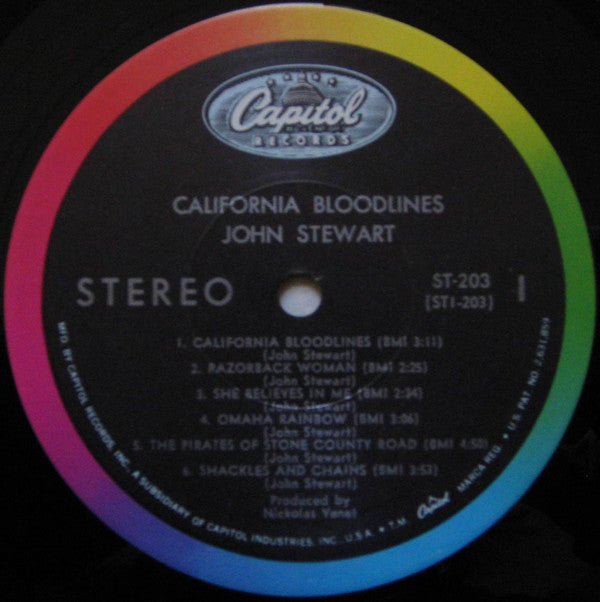 Capitol
RECORDS
CALIFORNIA BLOODLINES
JOHN STEWART
STEREO
ST-203
(ST1-203)
1
1. CALIFORNIA BLOODLINES (BMI 3:11)
(John Stewart)
2. RAZORBACK WOMAN (BMI 2:25)
(John Stewart)
3. SHE BELIEVES IN ME (BMI 2:34)
(John Stewart)
4. OMAHA RAINBOW (BMI 3:06)
(John Stewart)
5. THE PIRATES OF STONE COUNTY ROAD (BMI 4:50)
(John Stewart)
6. SHACKLES AND CHAINS (BMI 3:53)
(John Stewart)
Produced by
Nickolas Venet
MFD. BY CAPITOL RECORDS, INC., A SUBSIDIARY OF CAPITOL INDUSTRIES, INC. U.S.A. • T.M. Capitol MARCA REG. • U.S. PAT. NO. 2,631,859